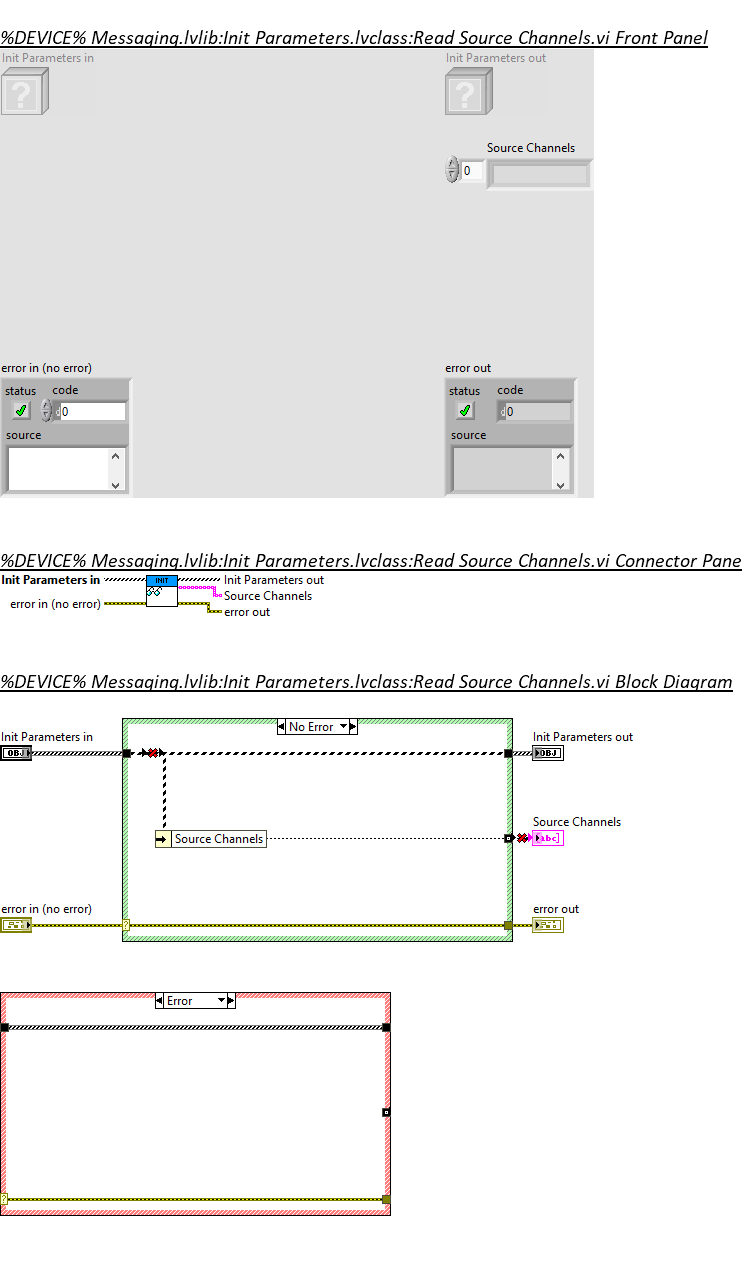 %DEVICE% Messaging.lvlib:Init Parameters.lvclass:Read Source Channels.vi Front Panel
Init Parameters in
Init Parameters out
?
?
Source Channels
0
error in (no error)
error out
status code
status code
d 0
d 0
source
source
%DEVICE% Messaging.lvlib:Init Parameters.lvclass:Read Source Channels.vi Connector Pane
Init Parameters in
INIT
Init Parameters out
Source Channels
error in (no error)
error out
%DEVICE% Messaging.lvlib:Init Parameters.lvclass:Read Source Channels.vi Block Diagram
No Error
Init Parameters in
Init Parameters out
OBJ
OBJ
Source Channels
Source Channels
abc
error in (no error)
error out
?
Error
?